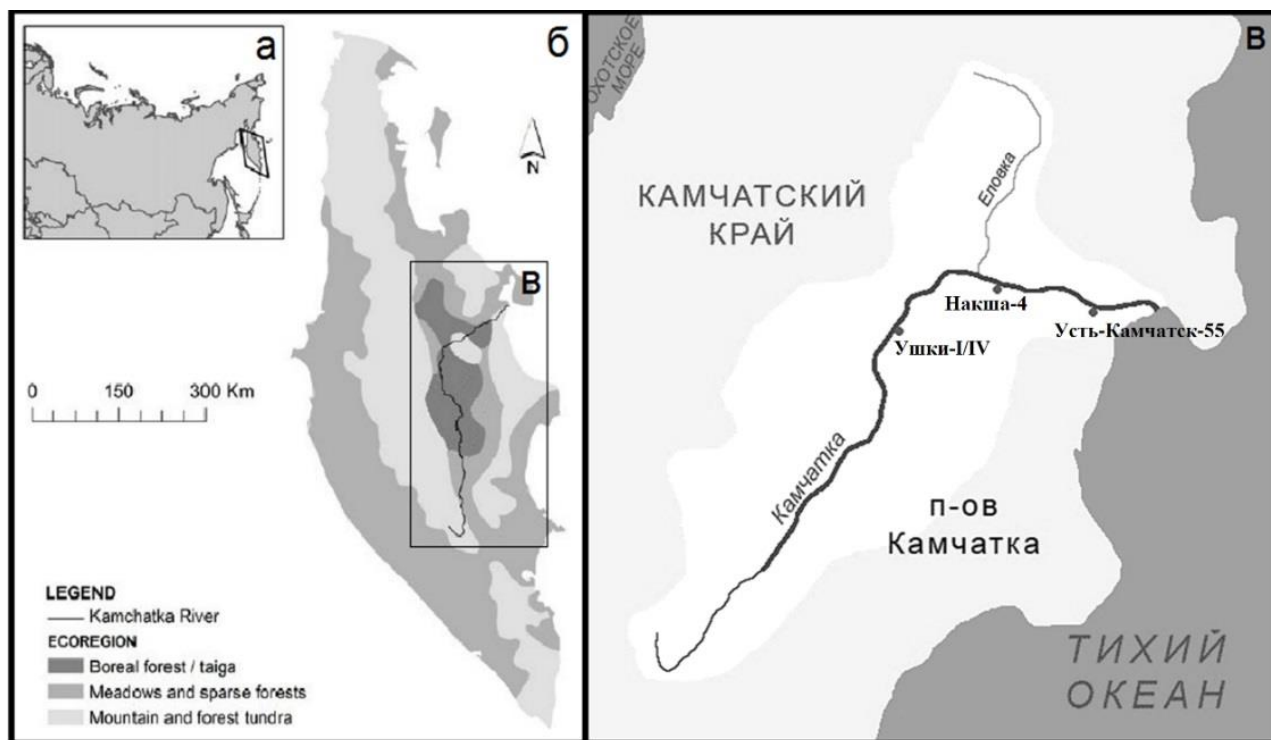 а
б
N
в
0 150 300 Km
LEGEND
Kamchatka River
ECOREGION
Boreal forest / taiga
Meadows and sparse forests
Mountain and forest tundra
в
ОХОТСКОЕ
МОРЕ
КАМЧАТСКИЙ
КРАЙ
Еловка
Накша-4
Усть-Камчатск-55
Ушки-I/IV
Камчатка
п-ов
Камчатка
ТИХИЙ
ОКЕАН